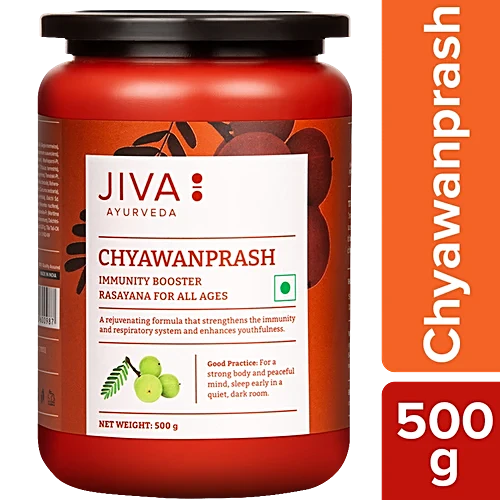 JIVA
AYURVEDA
CHYAWANPRASH
IMMUNITY BOOSTER
RASAYANA FOR ALL AGES
A rejuvenating formula that strengthens the immunity
and respiratory system and enhances youthfulness.
Good Practice: For a
strong body and peaceful
mind, sleep early in a
quiet, dark room.
NET WEIGHT: 500 g
Chyawanprash
500
g